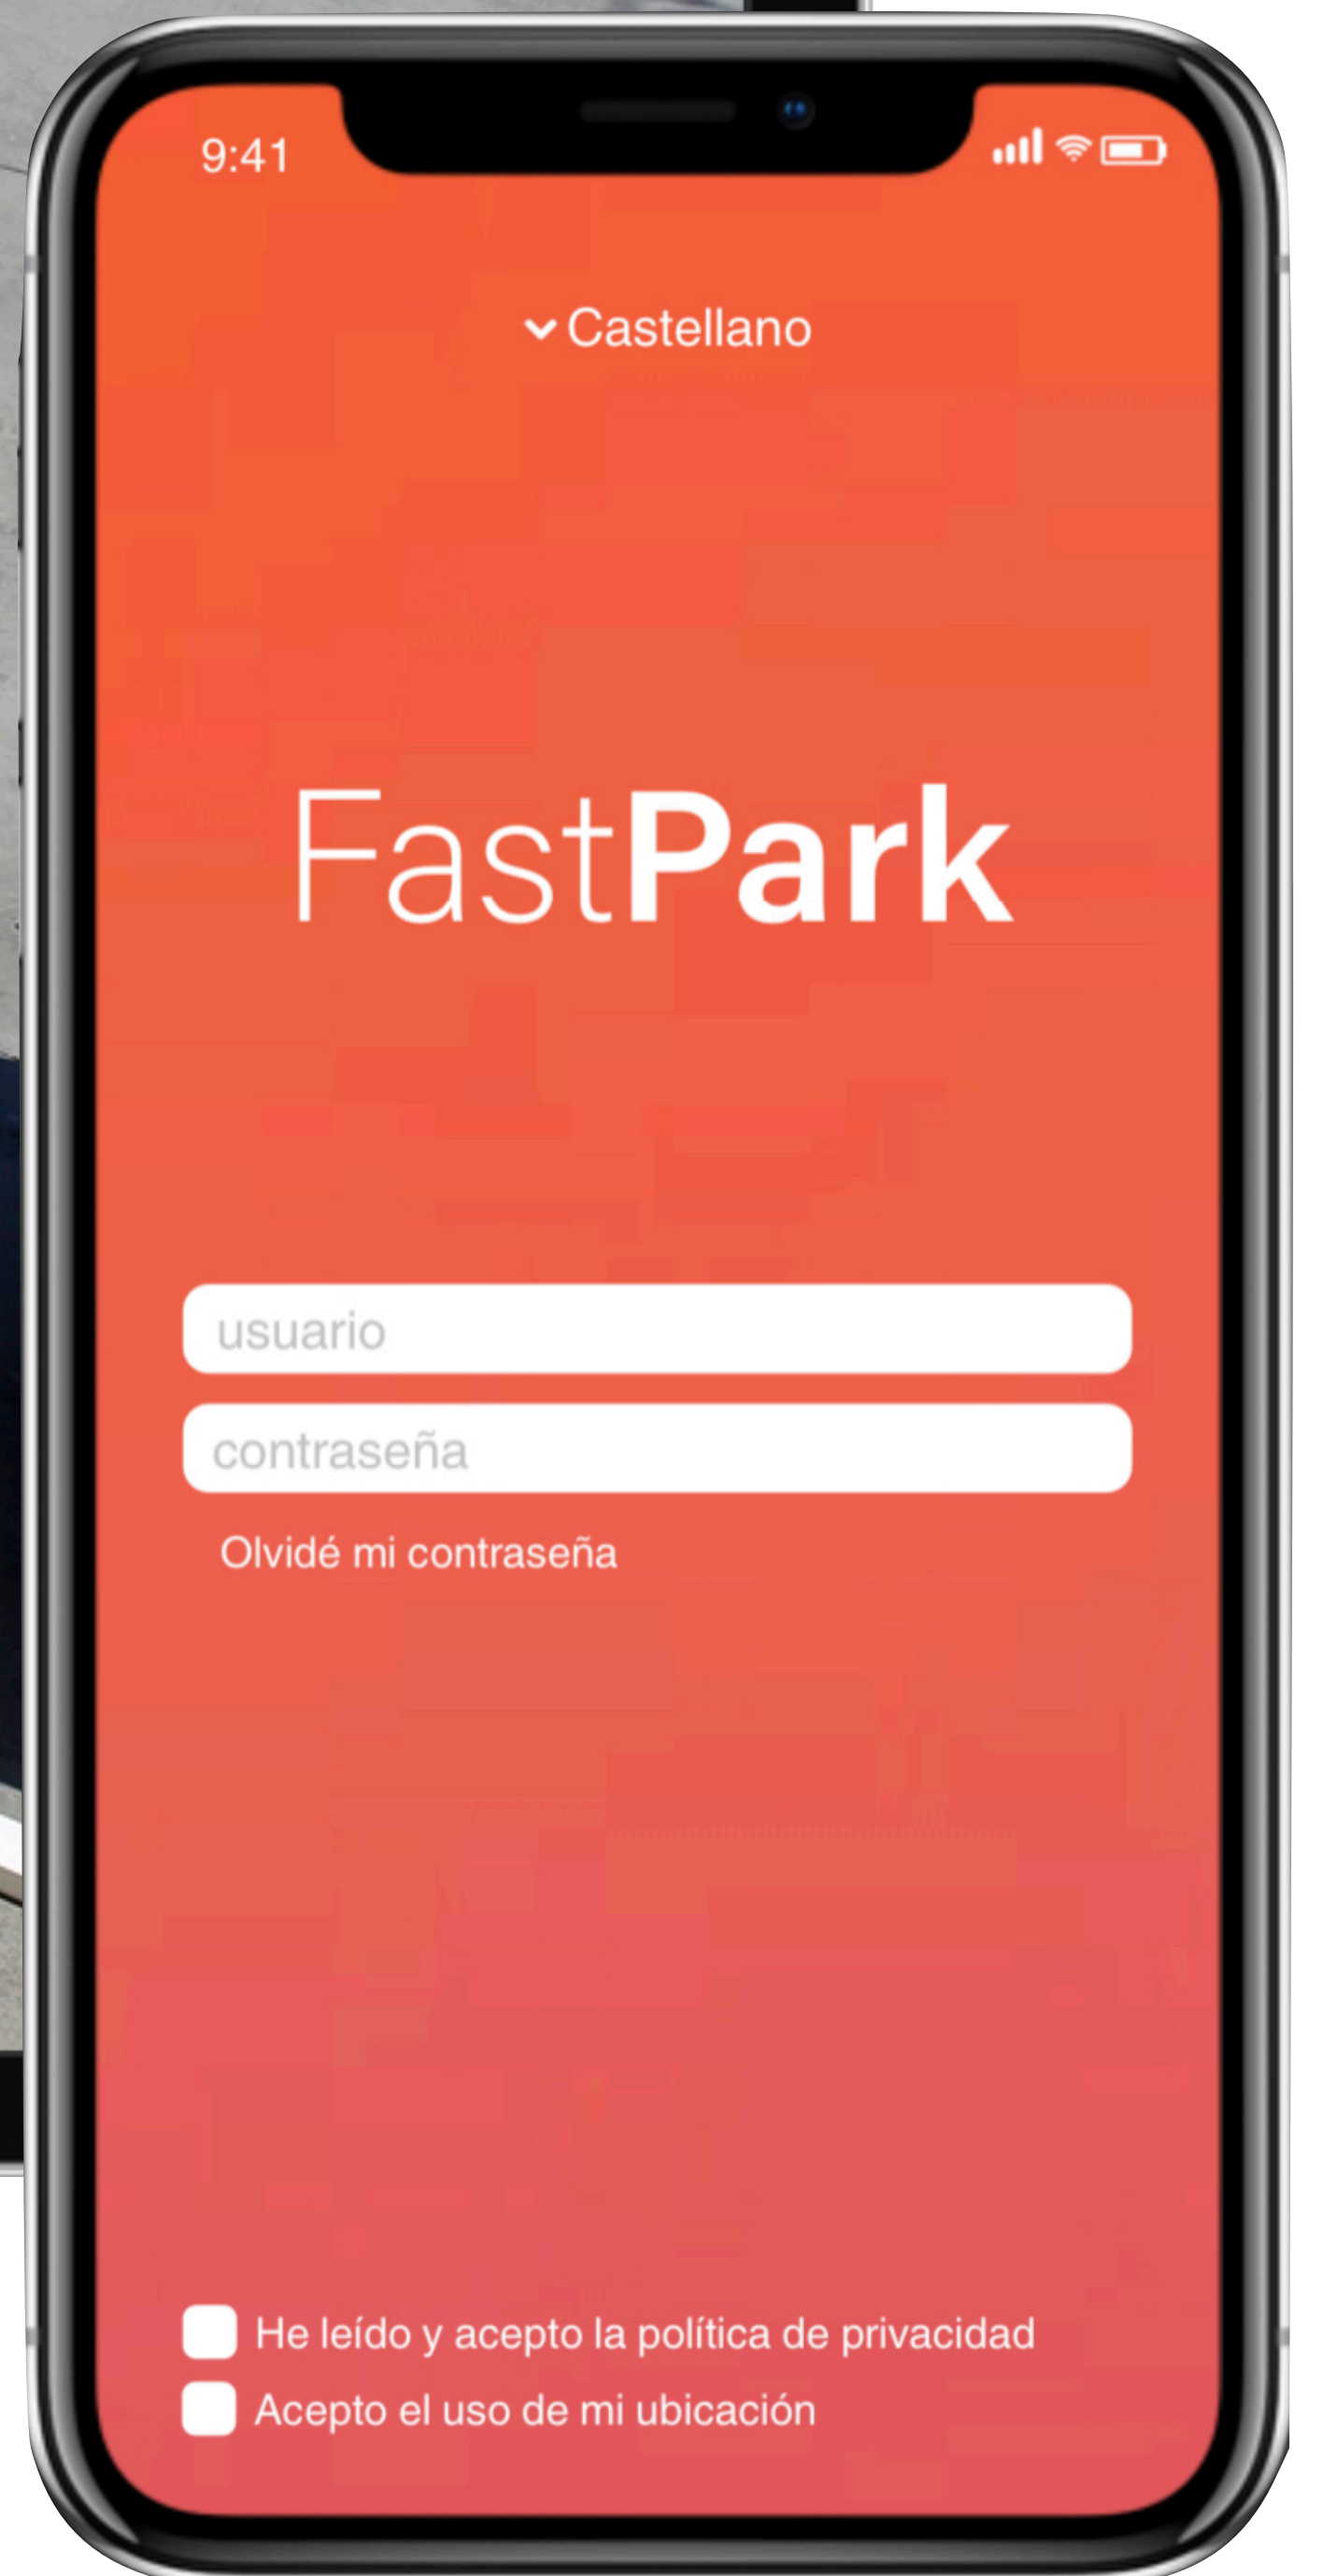 9:41
Castellano
FastPark
usuario
contraseña
Olvidé mi contraseña
He leído y acepto la política de privacidad
Acepto el uso de mi ubicación